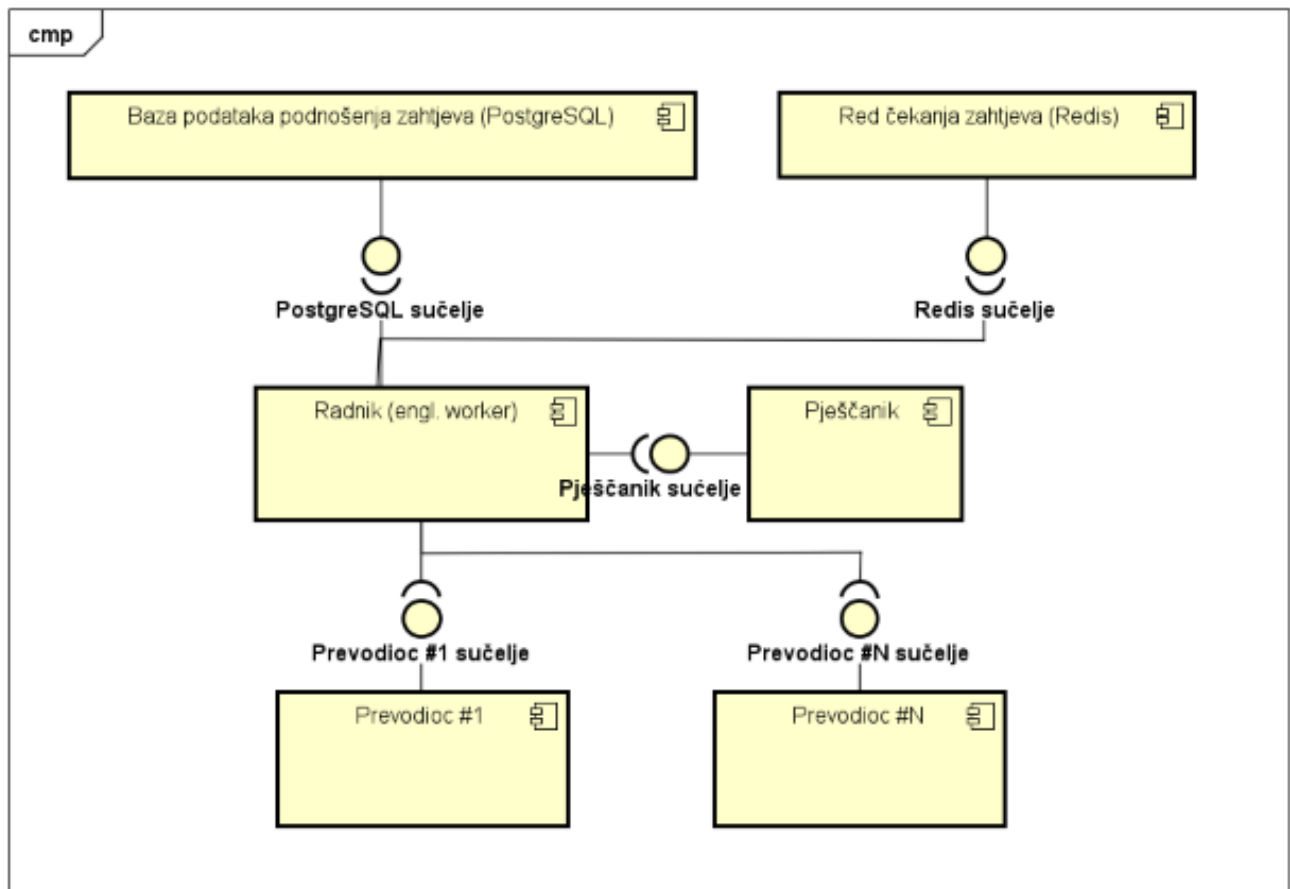 cmp
Baza podataka podnošenja zahtjeva (PostgreSQL)
Red čekanja zahtjeva (Redis)
PostgreSQL sučelje
Redis sučelje
Radnik (engl. worker)
Pješčanik
Pješčanik sučelje
Prevodioc #1 sučelje
Prevodioc #N sučelje
Prevodioc #1
Prevodioc #N